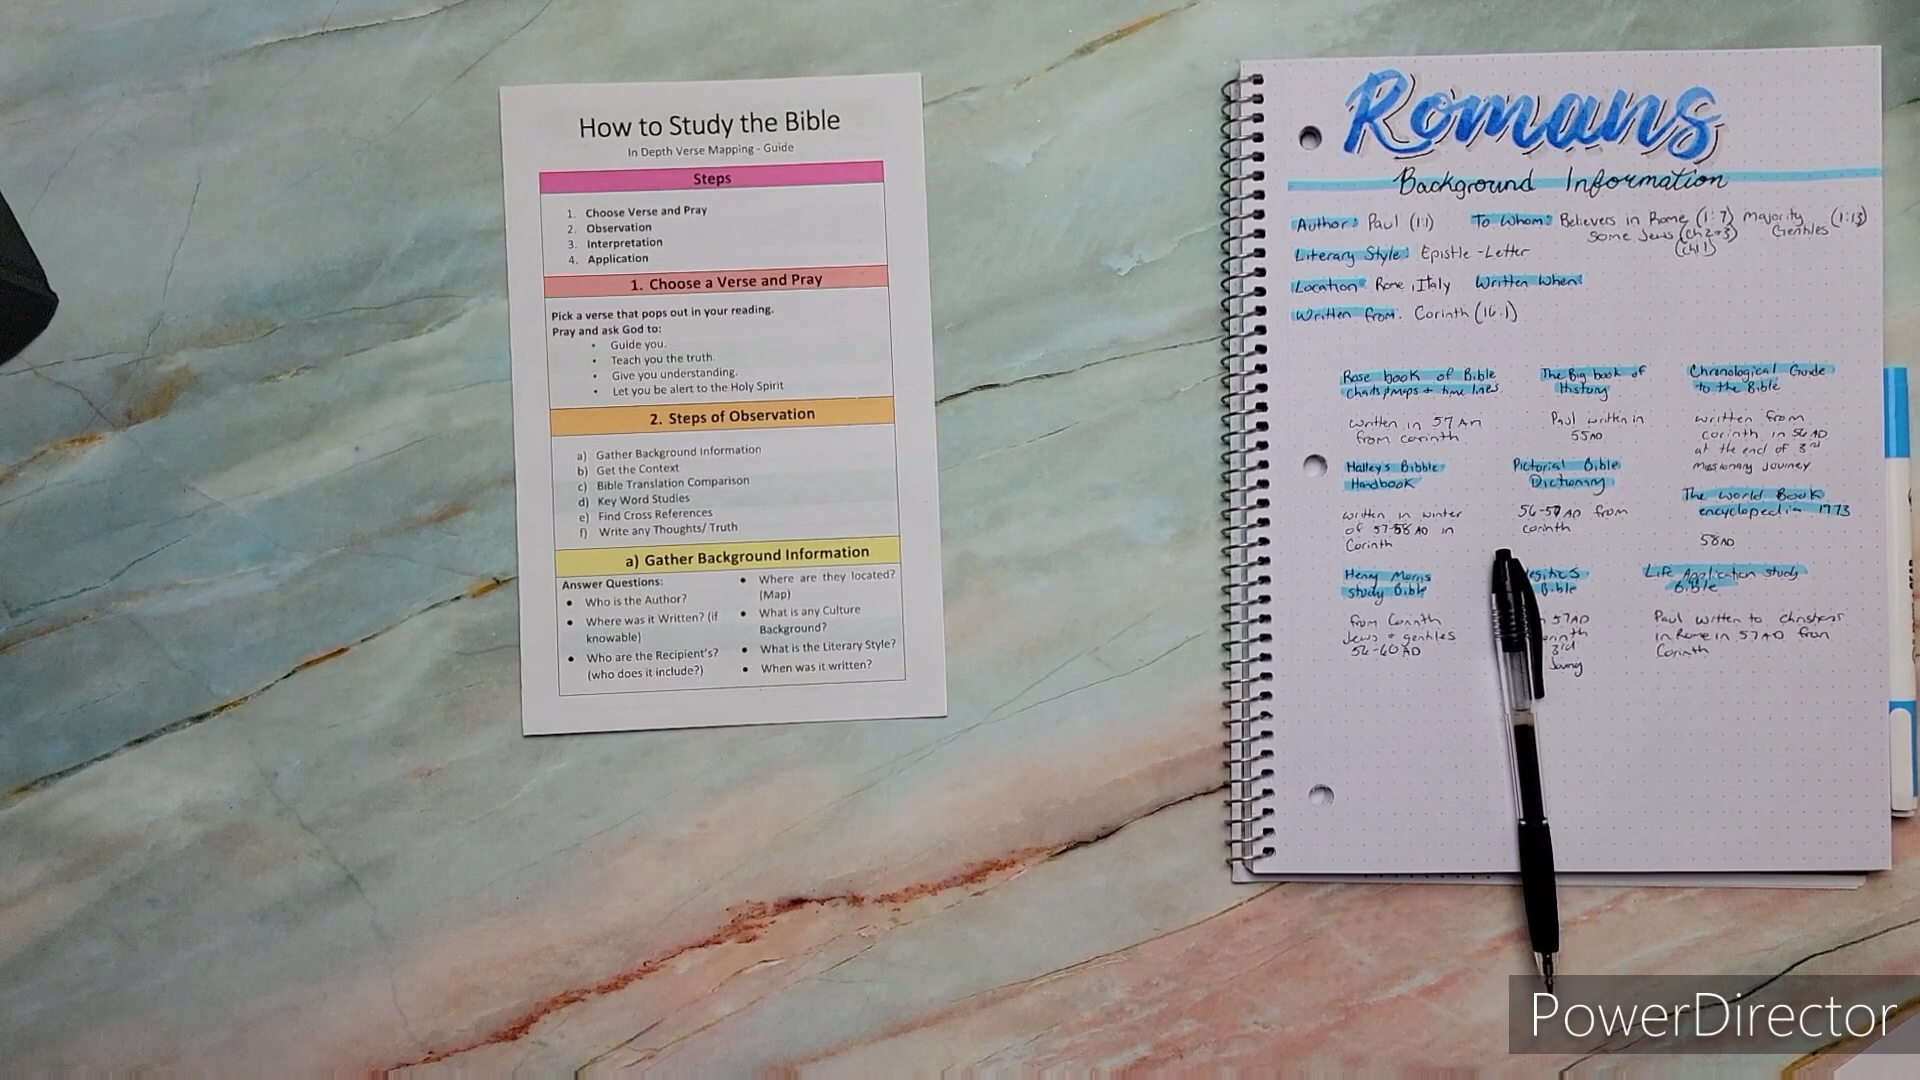 How to Study the Bible
In Depth Verse Mapping - Guide
Steps
1. Choose Verse and Pray
2. Observation
3. Interpretation
4. Application
1. Choose a Verse and Pray
Pick a verse that pops out in your reading.
Pray and ask God to:
• Guide you.
• Teach you the truth.
• Give you understanding.
• Let you be alert to the Holy Spirit
2. Steps of Observation
a) Gather Background Information
b) Get the Context
c) Bible Translation Comparison
d) Key Word Studies
e) Find Cross References
f) Write any Thoughts/ Truth
a) Gather Background Information
Answer Questions:
• Who is the Author?
• Where was it Written? (if
knowable)
• Who are the Recipient's?
(who does it include?)
• Where are they located?
(Map)
• What is any Culture
Background?
• What is the Literary Style?
• When was it written?
Romans
Background Information
Author: Paul (1:1) To Whom: Believers in Rome (1:7) Majority (1:13)
Some Jews (ch 2+3) Gentiles
(ch11)
Literary Style: Epistle - Letter
Location: Rome, Italy Written When:
Written from: Corinth (16:1)
Rose book of Bible
charts, maps + time lines
written in 57 AD
from corinth
The Big book of
History
Paul written in
55 AD
Chronological Guide
to the Bible
written from
corinth in 56 AD
at the end of 3rd
missionary journey
Halley's Bibble
Handbook
written in winter
of 57-58 AD in
Corinth
Pictorial Bible
Dictionary
56-57 AD from
corinth
The World Book
encyclopedia 1973
58 AD
Henry Morris
study Bible
from Corinth
Jews + gentiles
56-60 AD
Bible
57 AD
3rd
Life Application study
Bible
Paul written to christians
in Rome in 57 AD from
Corinth
PowerDirector